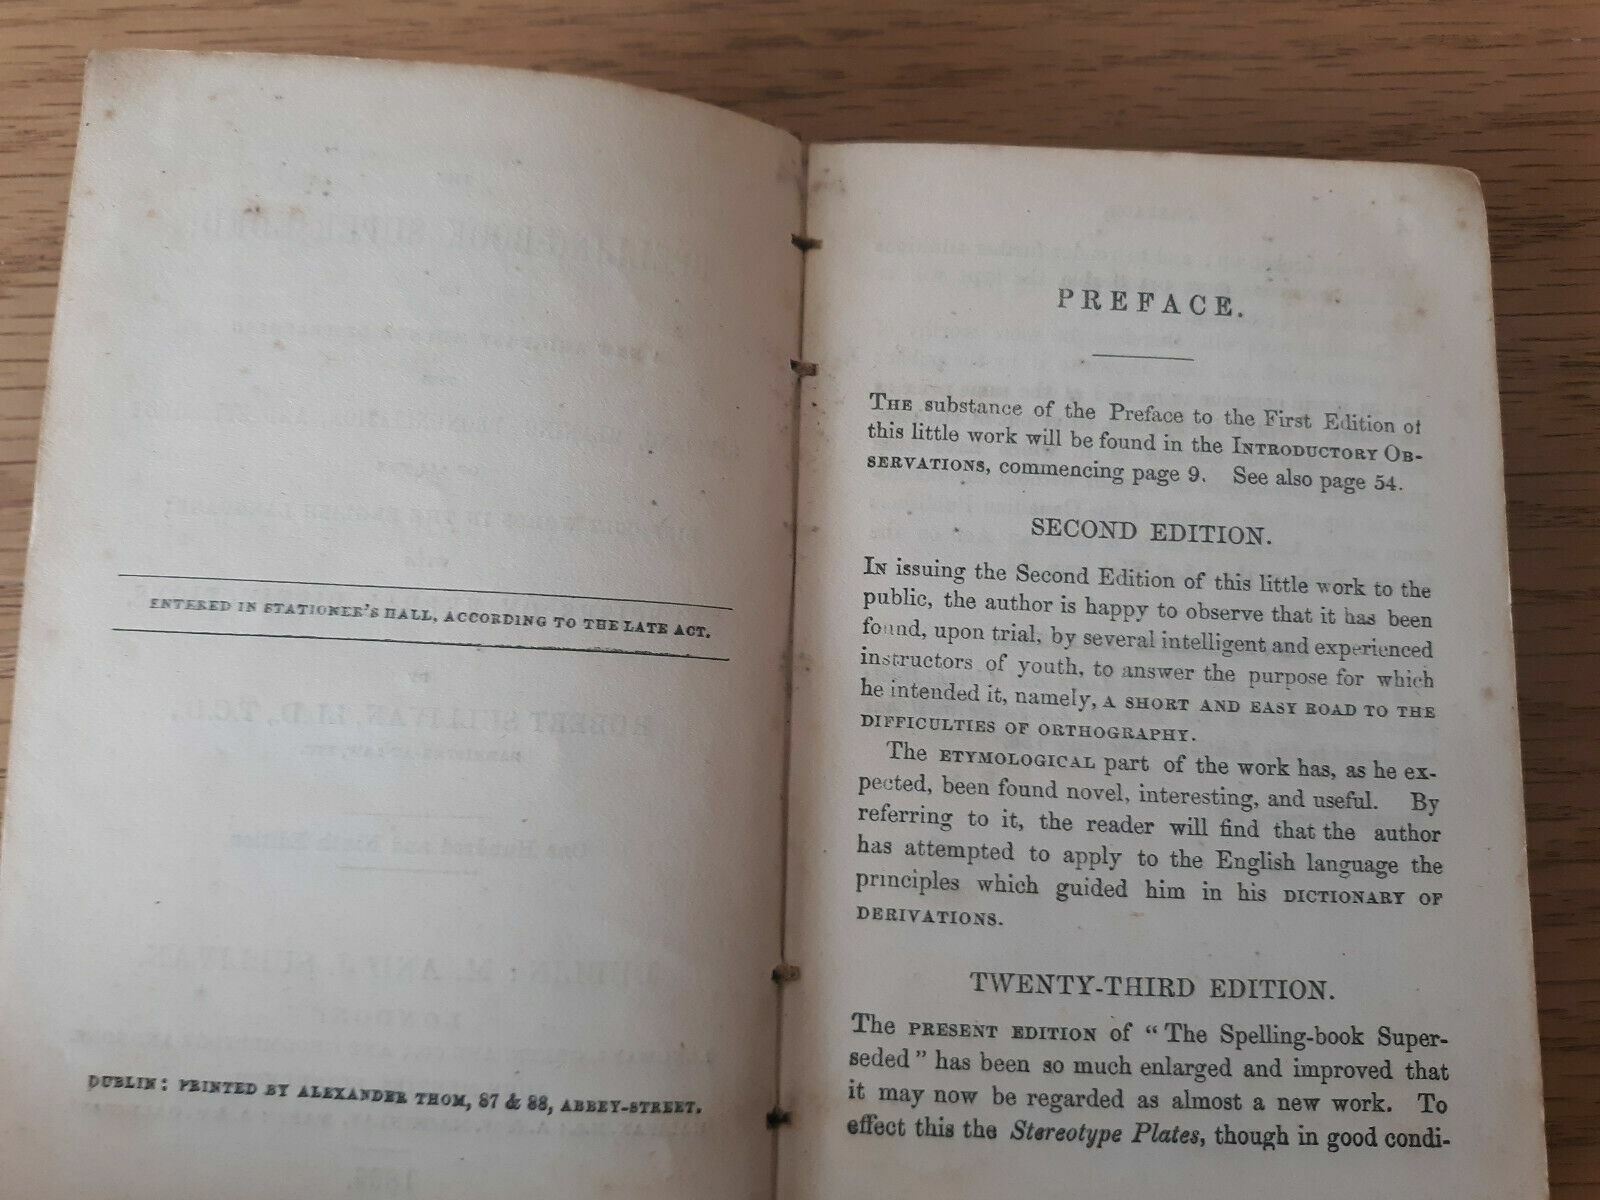 ENTERED IN STATIONER'S HALL, ACCORDING TO THE LATE ACT.
DUBLIN: PRINTED BY ALEXANDER THOM, 87 & 88, ABBEY-STREET.
PREFACE.
THE substance of the Preface to the First Edition of
this little work will be found in the INTRODUCTORY OB-
SERVATIONS, commencing page 9. See also page 54.
SECOND EDITION.
IN issuing the Second Edition of this little work to the
public, the author is happy to observe that it has been
found, upon trial, by several intelligent and experienced
instructors of youth, to answer the purpose for which
he intended it, namely, A SHORT AND EASY ROAD TO THE
DIFFICULTIES OF ORTHOGRAPHY.
The ETYMOLOGICAL part of the work has, as he ex-
pected, been found novel, interesting, and useful. By
referring to it, the reader will find that the author
has attempted to apply to the English language the
principles which guided him in his DICTIONARY OF
DERIVATIONS.
TWENTY-THIRD EDITION.
The PRESENT EDITION of "The Spelling-book Super-
seded" has been so much enlarged and improved that
it may now be regarded as almost a new work. To
effect this the Stereotype Plates, though in good condi-